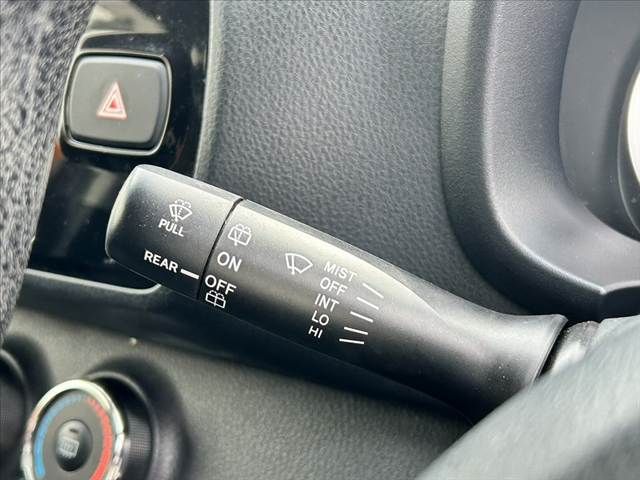 PULL
REAR
ON
OFF
MIST
OFF
INT
LO
HI